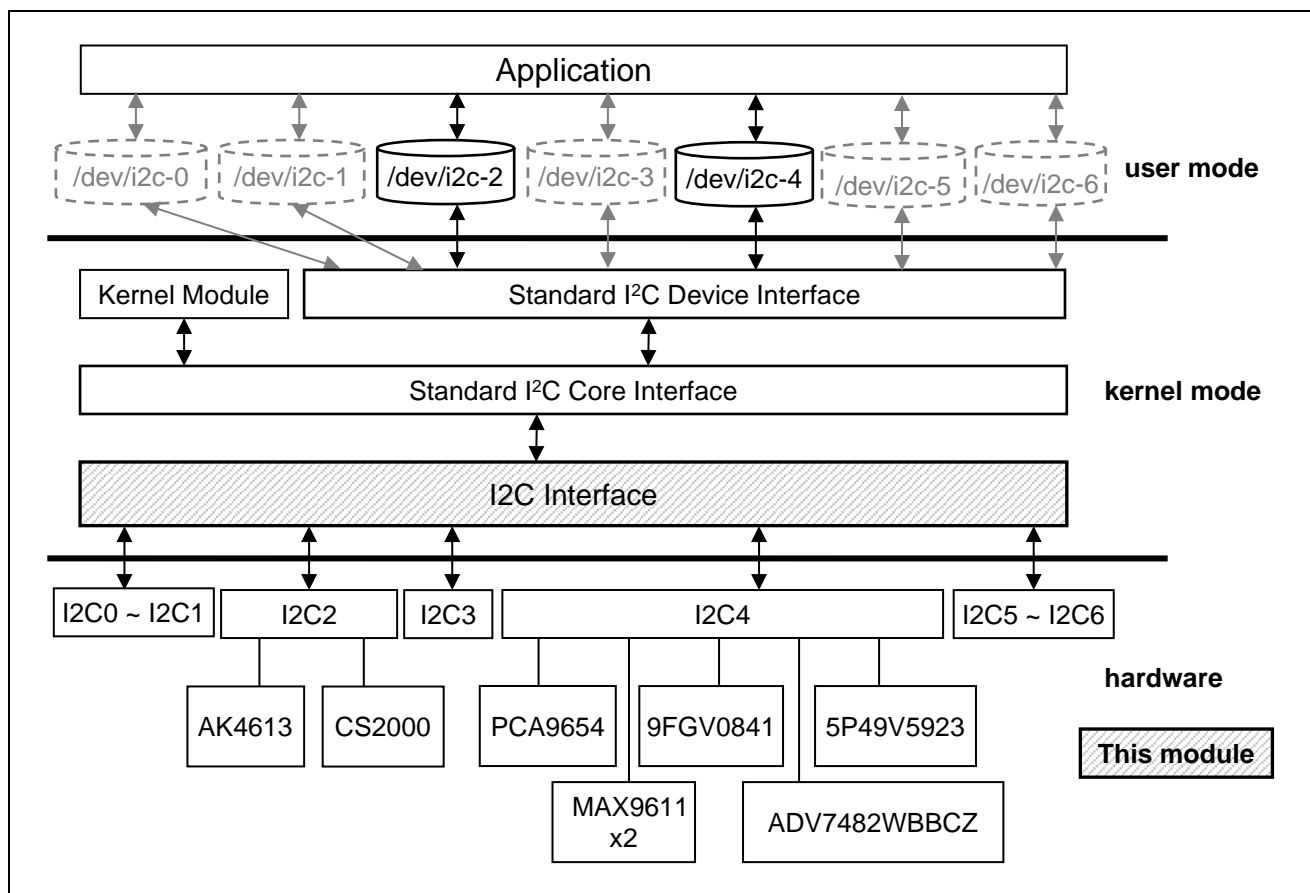 Application
/dev/i2c-0
/dev/i2c-1
/dev/i2c-2
/dev/i2c-3
/dev/i2c-4
/dev/i2c-5
/dev/i2c-6
user mode
Kernel Module
Standard I²C Device Interface
Standard I²C Core Interface
kernel mode
I2C Interface
I2C0 ~ I2C1
I2C2
I2C3
I2C4
I2C5 ~ I2C6
hardware
AK4613
CS2000
PCA9654
9FGV0841
5P49V5923
This module
MAX9611
x2
ADV7482WBBCZ